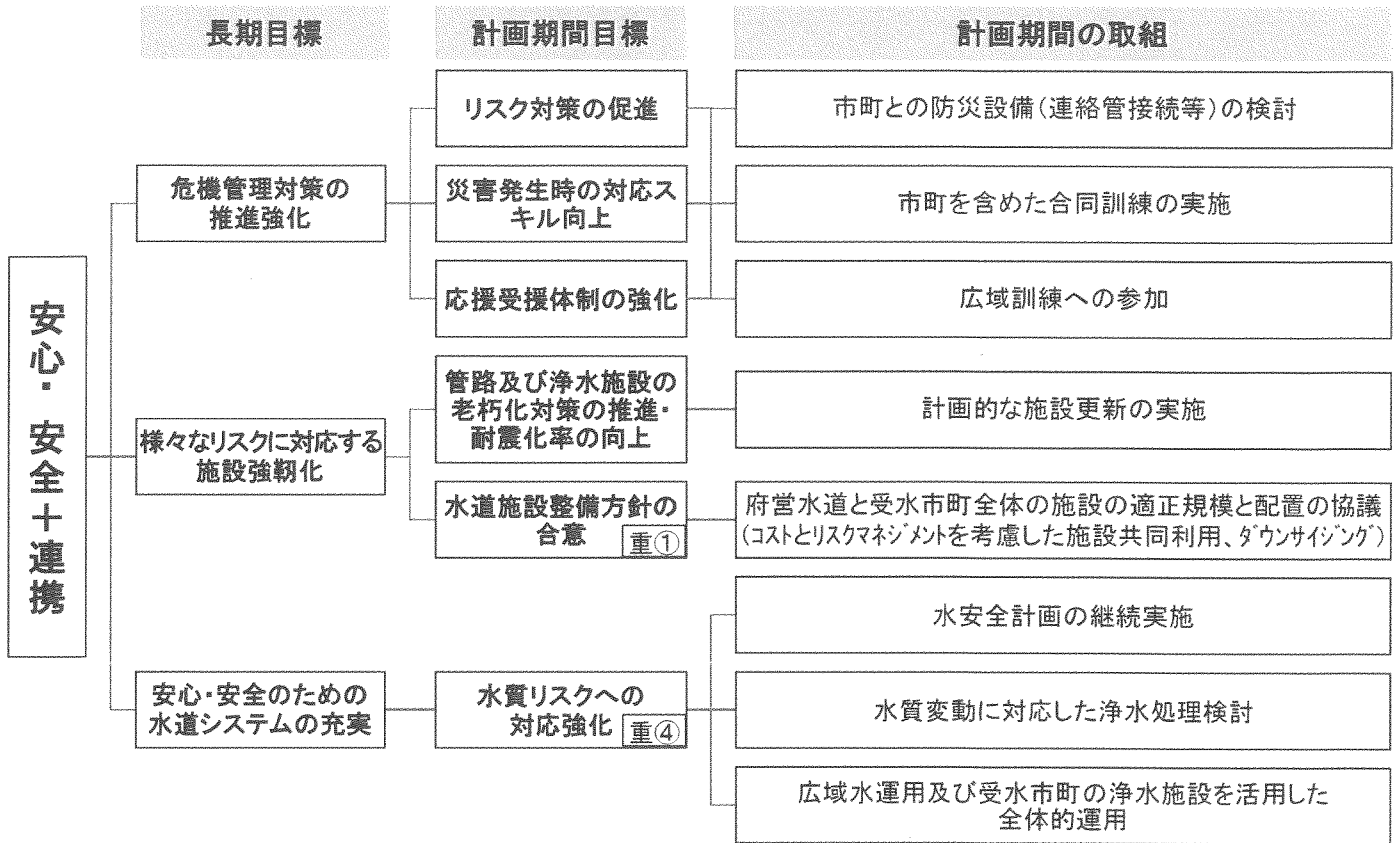 長期目標
計画期間目標
計画期間の取組
安心・安全＋連携
危機管理対策の
推進強化
リスク対策の促進
災害発生時の対応ス
キル向上
応援受援体制の強化
市町との防災設備(連絡管接続等)の検討
市町を含めた合同訓練の実施
広域訓練への参加
様々なリスクに対応する
施設強靭化
管路及び浄水施設の
老朽化対策の推進・
耐震化率の向上
計画的な施設更新の実施
水道施設整備方針の
合意
重①
府営水道と受水市町全体の施設の適正規模と配置の協議
(コストとリスクマネジメントを考慮した施設共同利用、ダウンサイジング)
安心・安全のための
水道システムの充実
水質リスクへの
対応強化
重④
水安全計画の継続実施
水質変動に対応した浄水処理検討
広域水運用及び受水市町の浄水施設を活用した
全体的運用